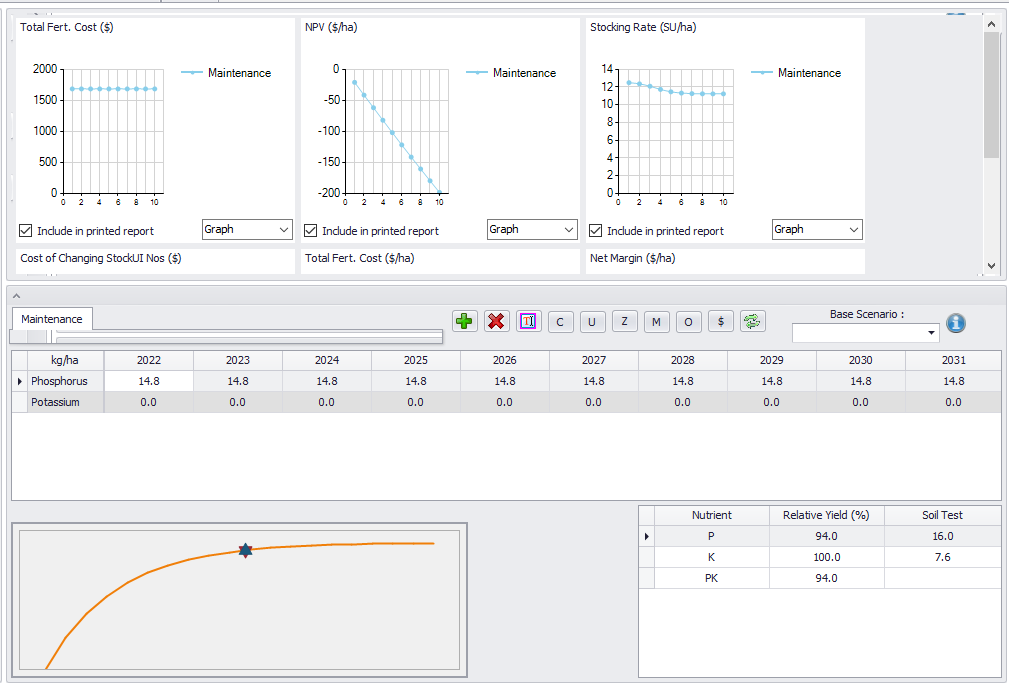 Total Fert. Cost ($) NPV ($/ha) Stocking Rate (SU/ha)
Maintenance Maintenance Maintenance
2000 0 14
1500 -50 12
1000 -100 10
500 -150 8
0 -200 6
4
2
0
0 2 4 6 8 10 0 2 4 6 8 10 0 2 4 6 8 10
Include in printed report Graph Include in printed report Graph Include in printed report Graph
Cost of Changing StockUI Nos ($) Total Fert. Cost ($/ha) Net Margin ($/ha)
Maintenance C U Z M O $ Base Scenario :
kg/ha 2022 2023 2024 2025 2026 2027 2028 2029 2030 2031
Phosphorus 14.8 14.8 14.8 14.8 14.8 14.8 14.8 14.8 14.8 14.8
Potassium 0.0 0.0 0.0 0.0 0.0 0.0 0.0 0.0 0.0 0.0
Nutrient Relative Yield (%) Soil Test
P 94.0 16.0
K 100.0 7.6
PK 94.0